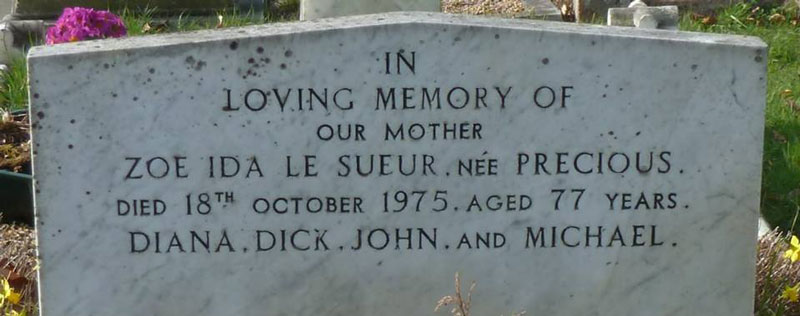 IN
LOVING MEMORY OF
OUR MOTHER
ZOE IDA LE SUEUR. NÉE PRECIOUS.
DIED 18TH OCTOBER 1975. AGED 77 YEARS.
DIANA. DICK. JOHN. AND MICHAEL.